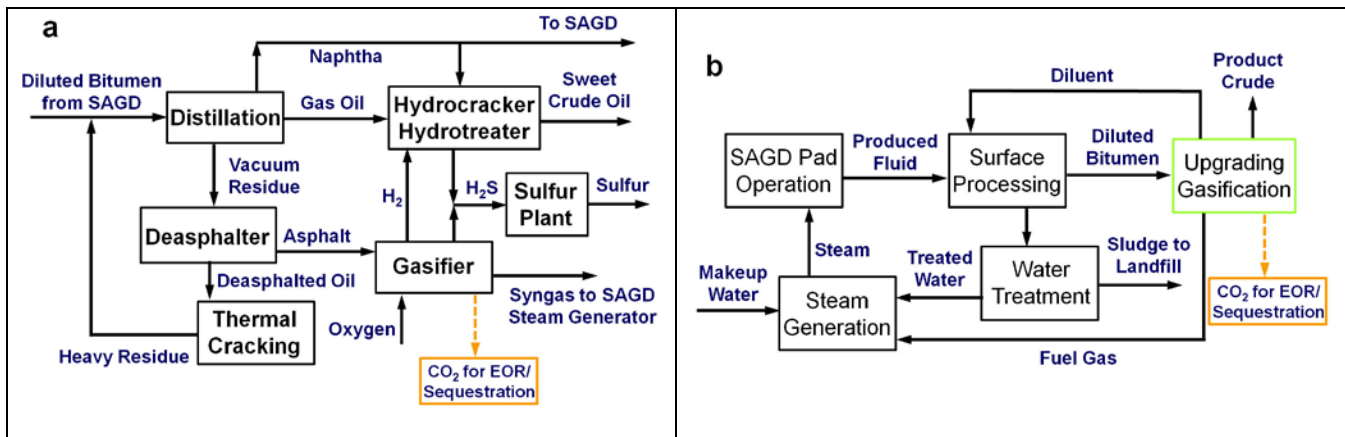 a
To SAGD
Naphtha
Diluted Bitumen
from SAGD
Distillation
Gas Oil
Hydrocracker
Hydrotreater
Sweet
Crude Oil
Vacuum
Residue
H₂
H₂S
Sulfur
Plant
Sulfur
Deasphalter
Asphalt
Gasifier
Deasphalted Oil
Syngas to SAGD
Steam Generator
Thermal
Cracking
Oxygen
Heavy Residue
CO₂ for EOR/
Sequestration
b
Product
Crude
Diluent
SAGD Pad
Operation
Produced
Fluid
Surface
Processing
Diluted
Bitumen
Upgrading
Gasification
Steam
Makeup
Water
Steam
Generation
Treated
Water
Water
Treatment
Sludge to
Landfill
CO₂ for EOR/
Sequestration
Fuel Gas